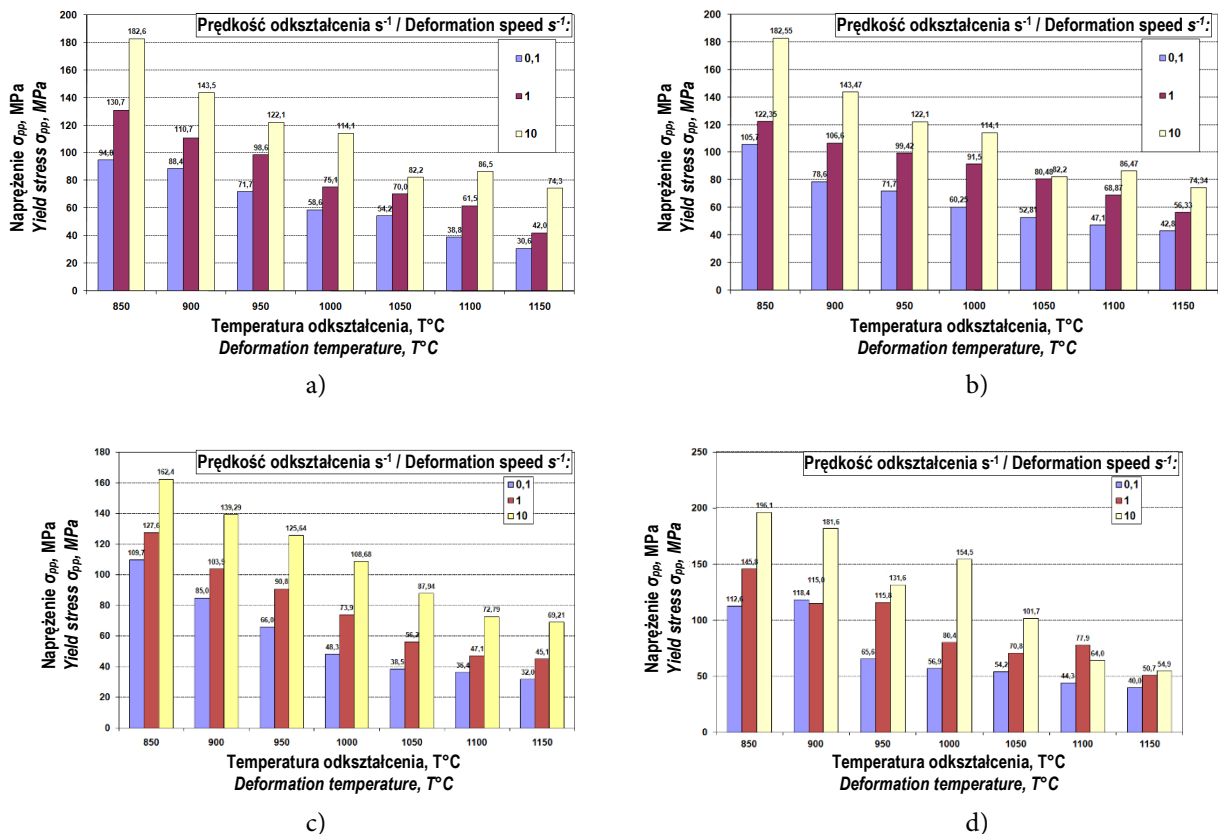 Prędkość odkształcenia s-1 / Deformation speed s-1:
0,1
1
10
Naprężenie σpp, MPa
Yield stress σpp, MPa
200
180
160
140
120
100
80
60
40
20
0
94,8 130,7 182,6
88,4 110,7 143,5
71,7 98,6 122,1
58,6 75,1 114,1
54,2 70,0 82,2
38,8 61,5 86,5
30,6 42,0 74,3
850 900 950 1000 1050 1100 1150
Temperatura odkształcenia, T°C
Deformation temperature, T°C
a)
Prędkość odkształcenia s-1 / Deformation speed s-1:
0,1
1
10
Naprężenie σpp, MPa
Yield stress σpp, MPa
200
180
160
140
120
100
80
60
40
20
0
105,7 122,35 182,55
78,6 106,6 143,47
71,7 99,42 122,1
60,25 91,5 114,1
52,81 80,48 82,2
47,1 68,87 86,47
42,8 56,33 74,34
850 900 950 1000 1050 1100 1150
Temperatura odkształcenia, T°C
Deformation temperature, T°C
b)
Prędkość odkształcenia s-1 / Deformation speed s-1:
0,1
1
10
Naprężenie σpp, MPa
Yield stress σpp, MPa
180
160
140
120
100
80
60
40
20
0
109,7 127,6 162,4
85,0 103,9 139,29
66,0 90,8 125,64
48,3 73,9 108,68
38,5 56,2 87,94
36,4 47,1 72,79
32,0 45,1 69,21
850 900 950 1000 1050 1100 1150
Temperatura odkształcenia, T°C
Deformation temperature, T°C
c)
Prędkość odkształcenia s-1 / Deformation speed s-1:
0,1
1
10
Naprężenie σpp, MPa
Yield stress σpp, MPa
250
200
150
100
50
0
112,6 145,8 196,1
118,4 115,0 181,6
65,6 115,8 131,6
56,9 80,4 154,5
54,2 70,8 101,7
44,3 77,9 64,0
40,0 50,7 54,9
850 900 950 1000 1050 1100 1150
Temperatura odkształcenia, T°C
Deformation temperature, T°C
d)